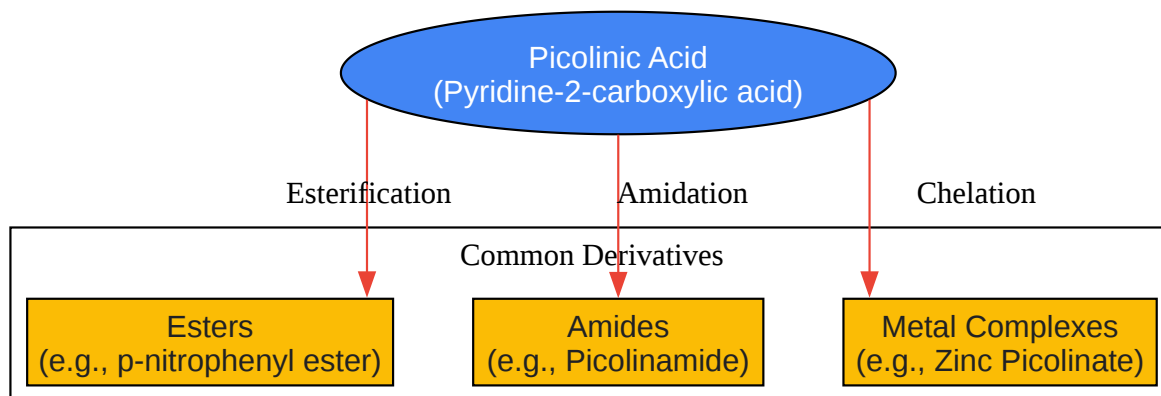 Picolinic Acid
(Pyridine-2-carboxylic acid)
Esterification
Amidation
Chelation
Common Derivatives
Esters
(e.g., p-nitrophenyl ester)
Amides
(e.g., Picolinamide)
Metal Complexes
(e.g., Zinc Picolinate)